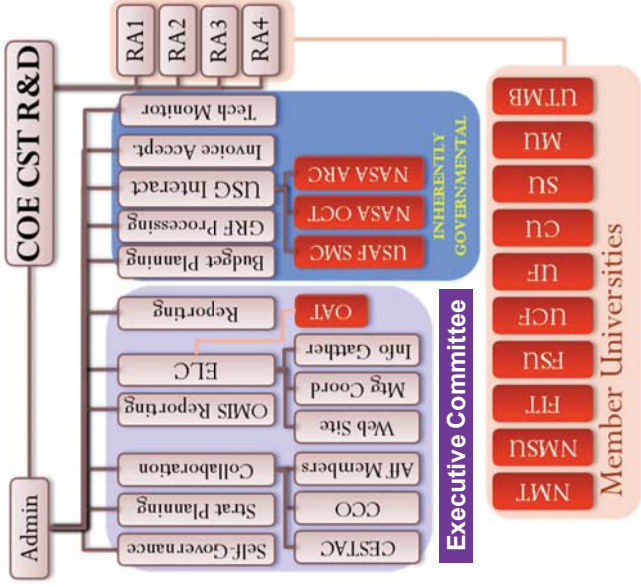 COE CST R&D
Admin
RA1
RA2
RA3
RA4
Tech Monitor
Invoice Accept.
USG Interact
GRF Processing
Budget Planning
NASA ARC
NASA OCT
USAF SMC
INHERENTLY
GOVERNMENTAL
Reporting
ELC
OMIS Reporting
Collaboration
Strat Planning
Self-Governance
OAT
Info Gatther
Mtg Coord
Web Site
Aff Members
CCO
CESTAC
Executive Committee
UTMB
MU
SU
CU
UF
UCF
FSU
FIT
NMSU
NMT
Member Universities